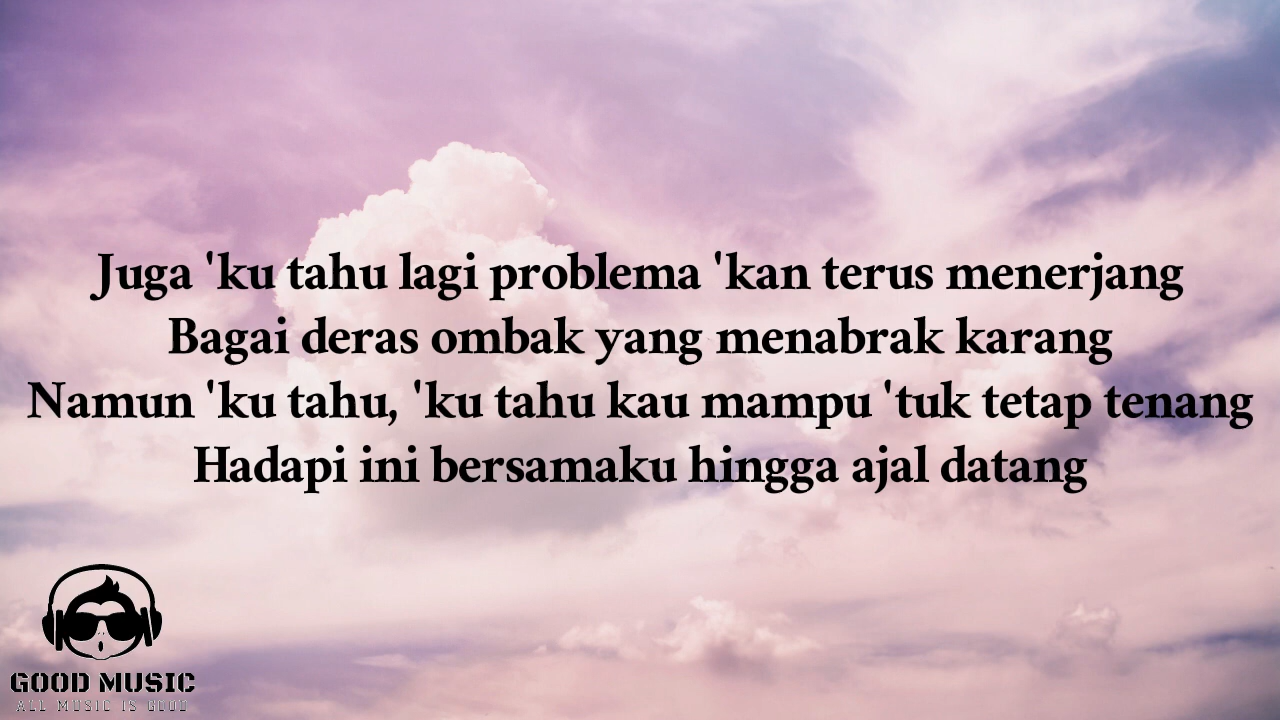 Juga 'ku tahu lagi problema 'kan terus menerjang
Bagai deras ombak yang menabrak karang
Namun 'ku tahu, 'ku tahu kau mampu 'tuk tetap tenang
Hadapi ini bersamaku hingga ajal datang
GOOD MUSIC
ALL MUSIC IS GOOD